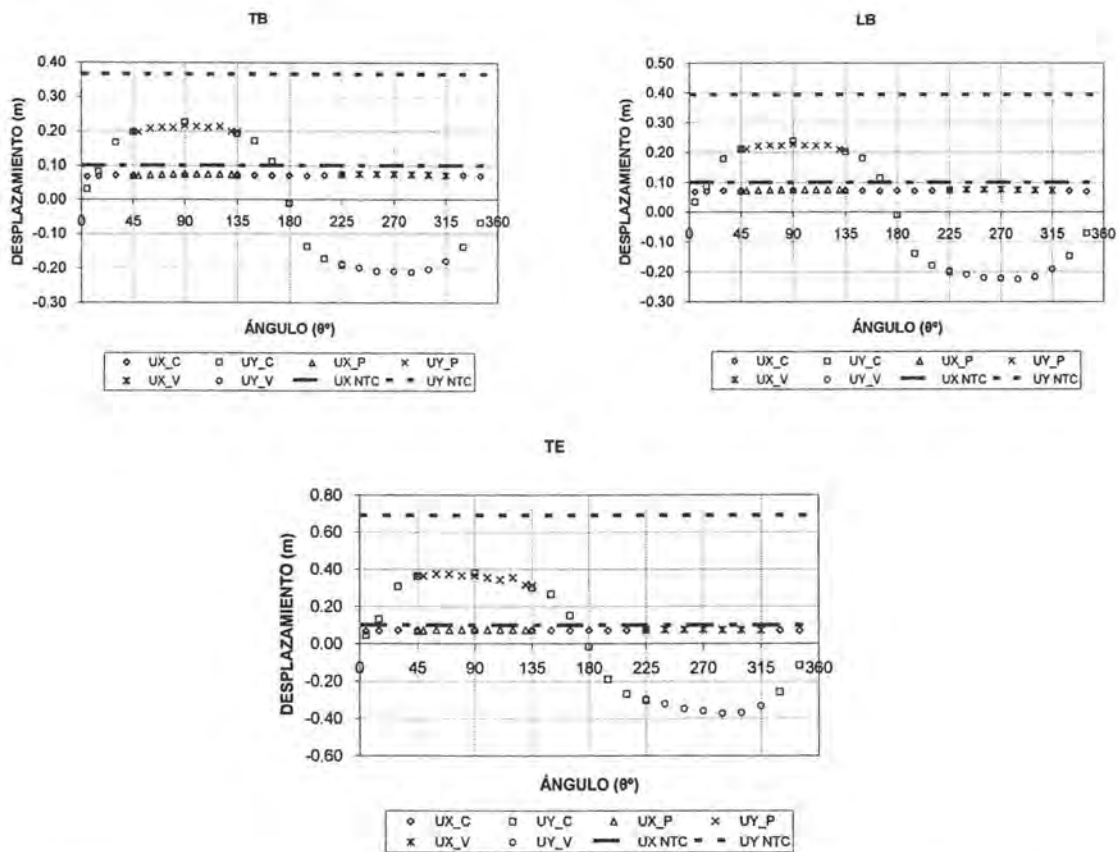 TB
DESPLAZAMIENTO (m)
0.40
0.30
0.20
0.10
0.00
-0.10
-0.20
-0.30
0 45 90 135 180 225 270 315 360
ÁNGULO (θº)
UX_C UY_C UX_P UY_P
UX_V UY_V UX NTC UY NTC
LB
DESPLAZAMIENTO (m)
0.50
0.40
0.30
0.20
0.10
0.00
-0.10
-0.20
-0.30
0 45 90 135 180 225 270 315 360
ÁNGULO (θº)
UX_C UY_C UX_P UY_P
UX_V UY_V UX NTC UY NTC
TE
DESPLAZAMIENTO (m)
0.80
0.60
0.40
0.20
0.00
-0.20
-0.40
-0.60
0 45 90 135 180 225 270 315 360
ÁNGULO (θº)
UX_C UY_C UX_P UY_P
UX_V UY_V UX NTC UY NTC